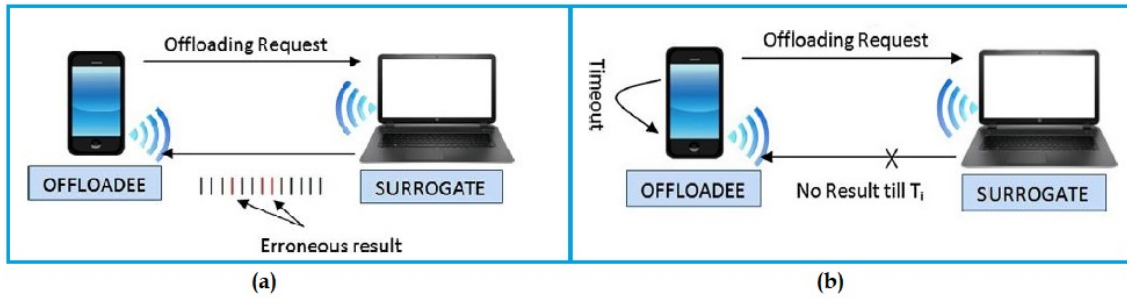 Offloading Request
OFFLOADEE
SURROGATE
Erroneous result
(a)
Offloading Request
Timeout
OFFLOADEE
No Result till Ti
SURROGATE
(b)